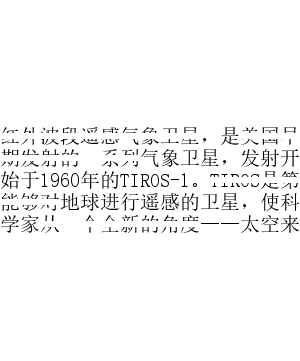 红外波段遥感气象卫星，是美国早
期发射的一系列气象卫星，发射开
始于1960年的TIROS-1。TIROS是第
能够对地球进行遥感的卫星，使科
学家从一个全新的角度——太空来